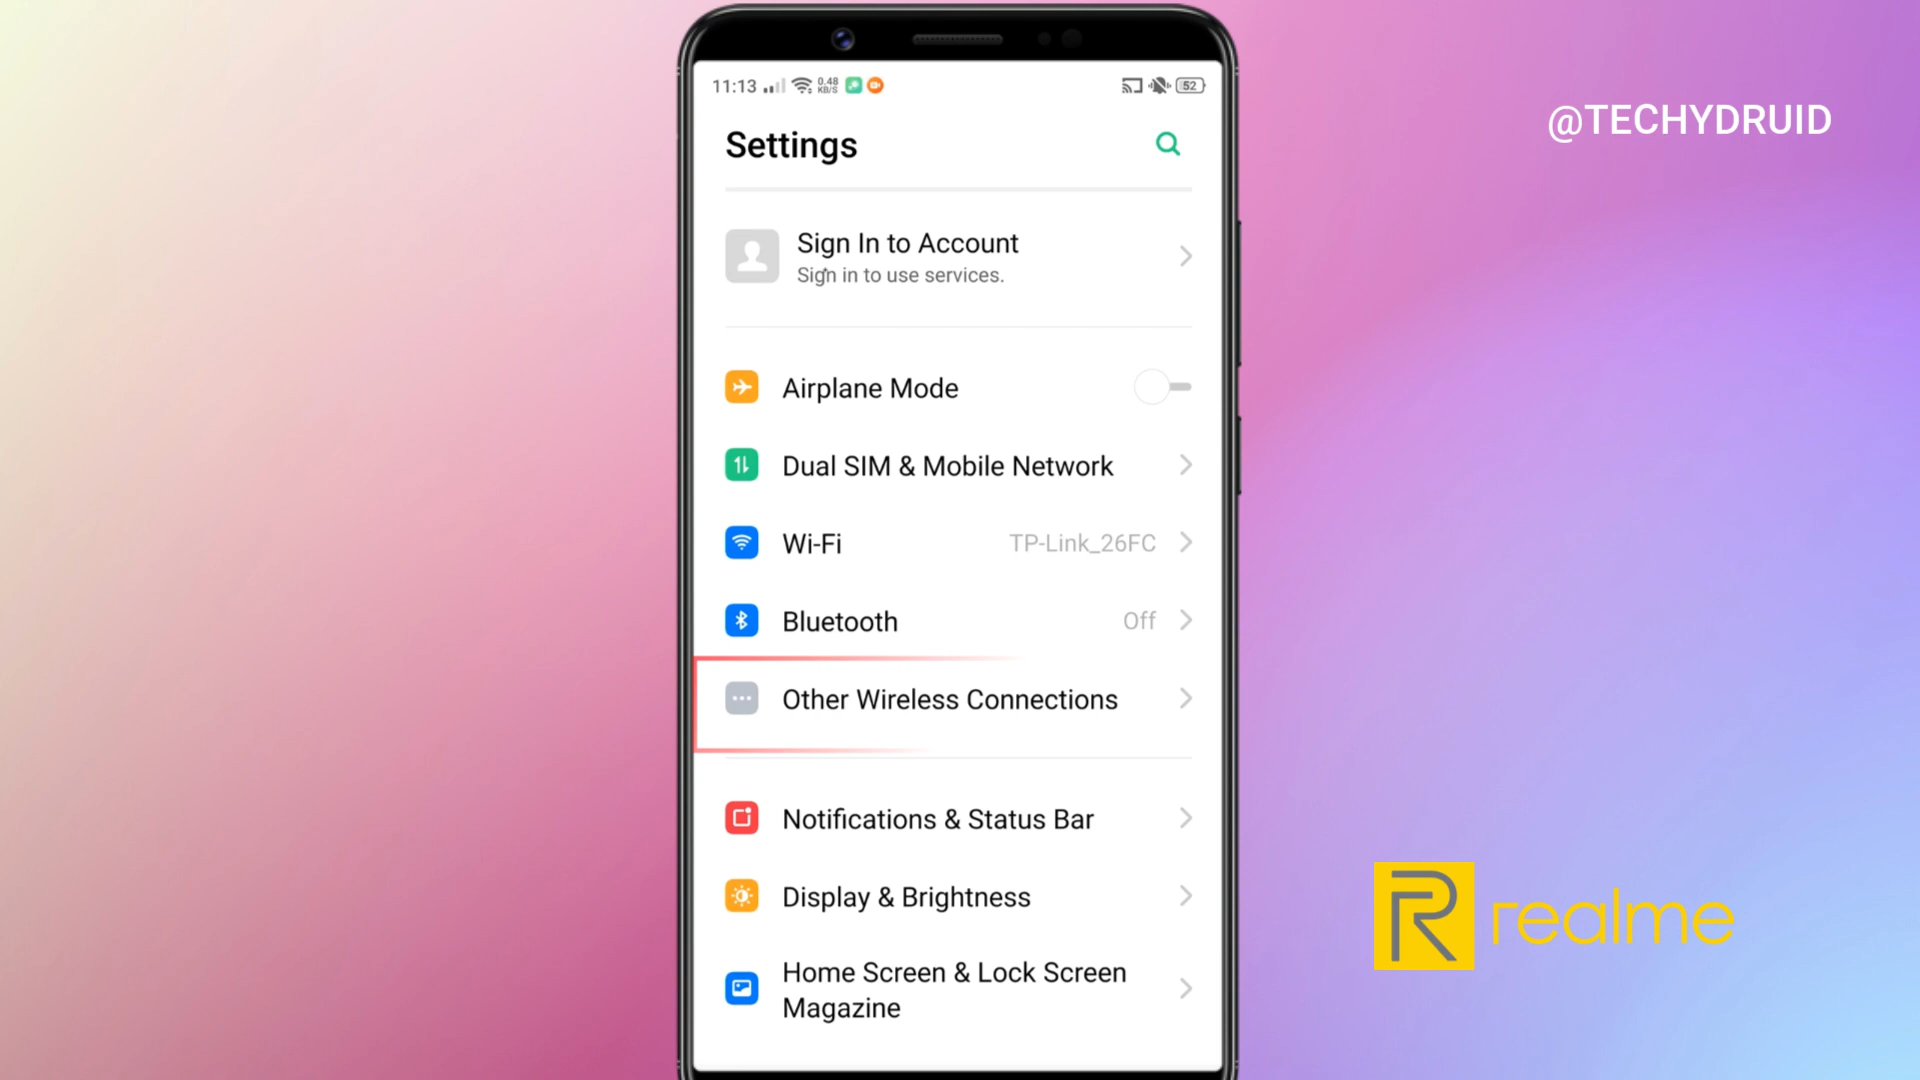 11:13
0.48
KB/S
52
@TECHYDRUID
Settings
Sign In to Account
Sign in to use services.
Airplane Mode
Dual SIM & Mobile Network
Wi-Fi TP-Link_26FC
Bluetooth Off
Other Wireless Connections
Notifications & Status Bar
Display & Brightness
Home Screen & Lock Screen
Magazine
R realme